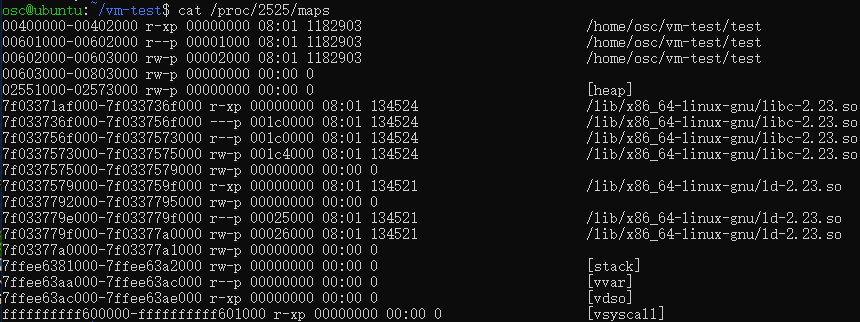 osc@ubuntu:~/vm-test$ cat /proc/2525/maps
00400000-00402000 r-xp 00000000 08:01 1182903 /home/osc/vm-test/test
00601000-00602000 r--p 00001000 08:01 1182903 /home/osc/vm-test/test
00602000-00603000 rw-p 00002000 08:01 1182903 /home/osc/vm-test/test
00603000-00803000 rw-p 00000000 00:00 0
02551000-02573000 rw-p 00000000 00:00 0 [heap]
7f03371af000-7f033736f000 r-xp 00000000 08:01 134524 /lib/x86_64-linux-gnu/libc-2.23.so
7f033736f000-7f033756f000 ---p 001c0000 08:01 134524 /lib/x86_64-linux-gnu/libc-2.23.so
7f033756f000-7f0337573000 r--p 001c0000 08:01 134524 /lib/x86_64-linux-gnu/libc-2.23.so
7f0337573000-7f0337575000 rw-p 001c4000 08:01 134524 /lib/x86_64-linux-gnu/libc-2.23.so
7f0337575000-7f0337579000 rw-p 00000000 00:00 0
7f0337579000-7f033759f000 r-xp 00000000 08:01 134521 /lib/x86_64-linux-gnu/ld-2.23.so
7f0337792000-7f0337795000 rw-p 00000000 00:00 0
7f033779e000-7f033779f000 r--p 00025000 08:01 134521 /lib/x86_64-linux-gnu/ld-2.23.so
7f033779f000-7f03377a0000 rw-p 00026000 08:01 134521 /lib/x86_64-linux-gnu/ld-2.23.so
7f03377a0000-7f03377a1000 rw-p 00000000 00:00 0
7ffee6381000-7ffee63a2000 rw-p 00000000 00:00 0 [stack]
7ffee63aa000-7ffee63ac000 r--p 00000000 00:00 0 [vvar]
7ffee63ac000-7ffee63ae000 r-xp 00000000 00:00 0 [vdso]
ffffffffff600000-ffffffffff601000 r-xp 00000000 00:00 0 [vsyscall]